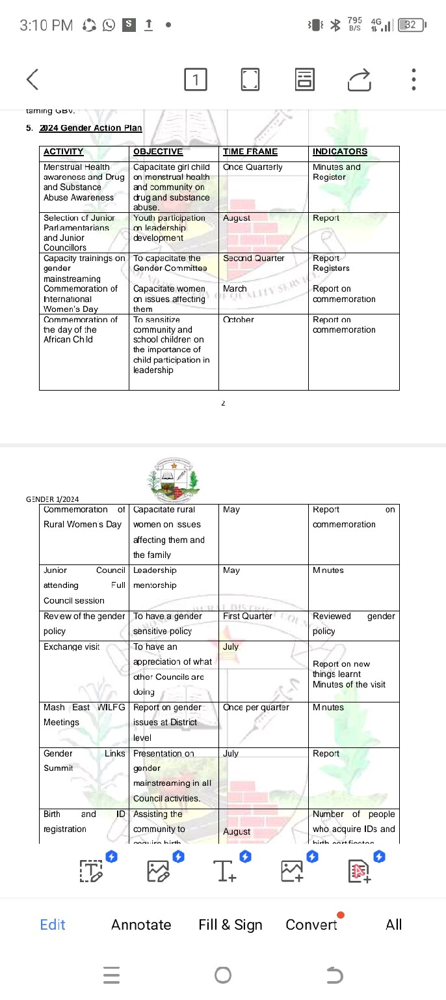 3:10 PM S 795 B/S 4G 32
1
taming GBV.
5. 2024 Gender Action Plan
ACTIVITY OBJECTIVE TIME FRAME INDICATORS
Menstrual Health Capacitate girl child Once Quarterly Minutes and
awareness and Drug on menstrual health Register
and Substance and community on
Abuse Awareness drug and substance
abuse.
Selection of Junior Youth participation August Report
Parliamentarians on leadership
and Junior development
Councillors
Capacity trainings on To capacitate the Second Quarter Report
gender Gender Committee Registers
mainstreaming
Commemoration of Capacitate women March Report on
International on issues affecting commemoration
Women's Day them
Commemoration of To sensitize October Report on
the day of the community and commemoration
African Child school children on
the importance of
child participation in
leadership
2
GENDER 1/2024
Commemoration of Capacitate rural May Report on
Rural Women's Day women on issues commemoration
affecting them and
the family
Junior Council Leadership May Minutes
attending Full mentorship
Council session
Review of the gender To have a gender First Quarter Reviewed gender
policy sensitive policy policy
Exchange visit To have an July
appreciation of what Report on new
other Councils are things learnt
doing Minutes of the visit
Mash East WILFG Report on gender Once per quarter Minutes
Meetings issues at District
level
Gender Links Presentation on July Report
Summit gender
mainstreaming in all
Council activities.
Birth and ID Assisting the Number of people
registration community to August who acquire IDs and
acquire birth birth certificates
Edit Annotate Fill & Sign Convert All